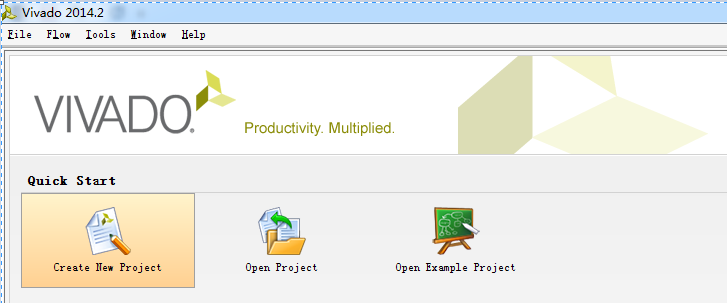 Vivado 2014.2
File Flow Tools Window Help
VIVADO.
Productivity. Multiplied.
Quick Start
Create New Project Open Project Open Example Project